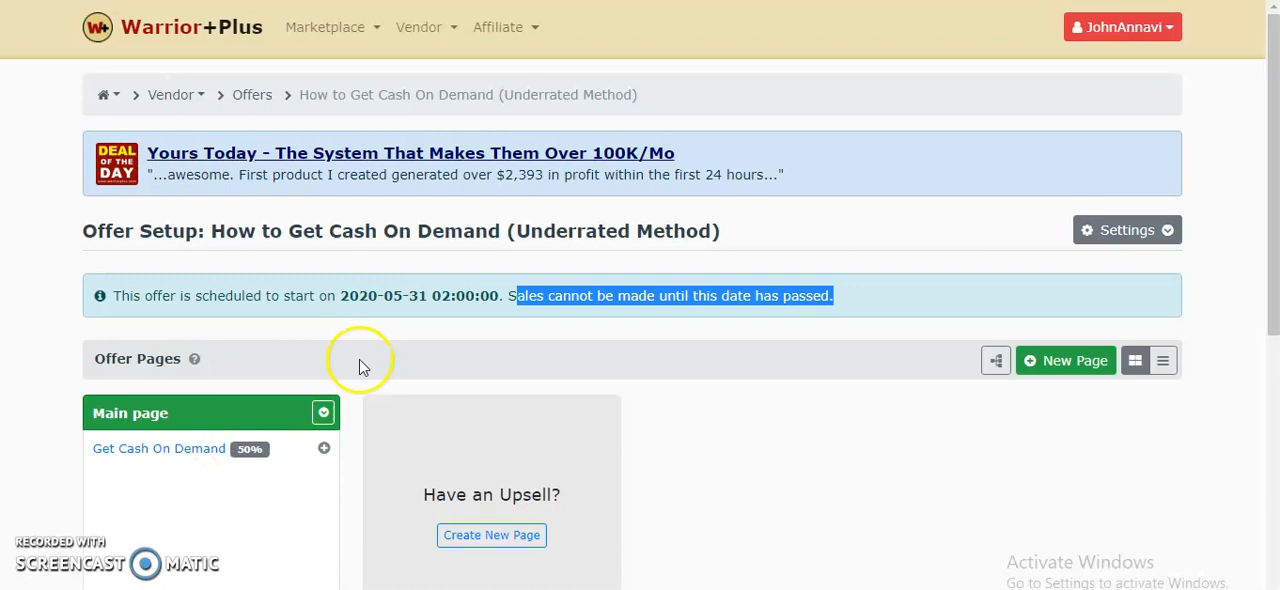 Warrior+Plus Marketplace Vendor Affiliate JohnAnnavi
Vendor Offers How to Get Cash On Demand (Underrated Method)
DEAL OF THE DAY
Yours Today - The System That Makes Them Over 100K/Mo
"...awesome. First product I created generated over $2,393 in profit within the first 24 hours..."
Offer Setup: How to Get Cash On Demand (Underrated Method) Settings
This offer is scheduled to start on 2020-05-31 02:00:00. Sales cannot be made until this date has passed.
Offer Pages ? New Page
Main page
Get Cash On Demand 50%
Have an Upsell?
Create New Page
RECORDED WITH
SCREENCAST MATIC
Activate Windows
Go to Settings to activate Windows.